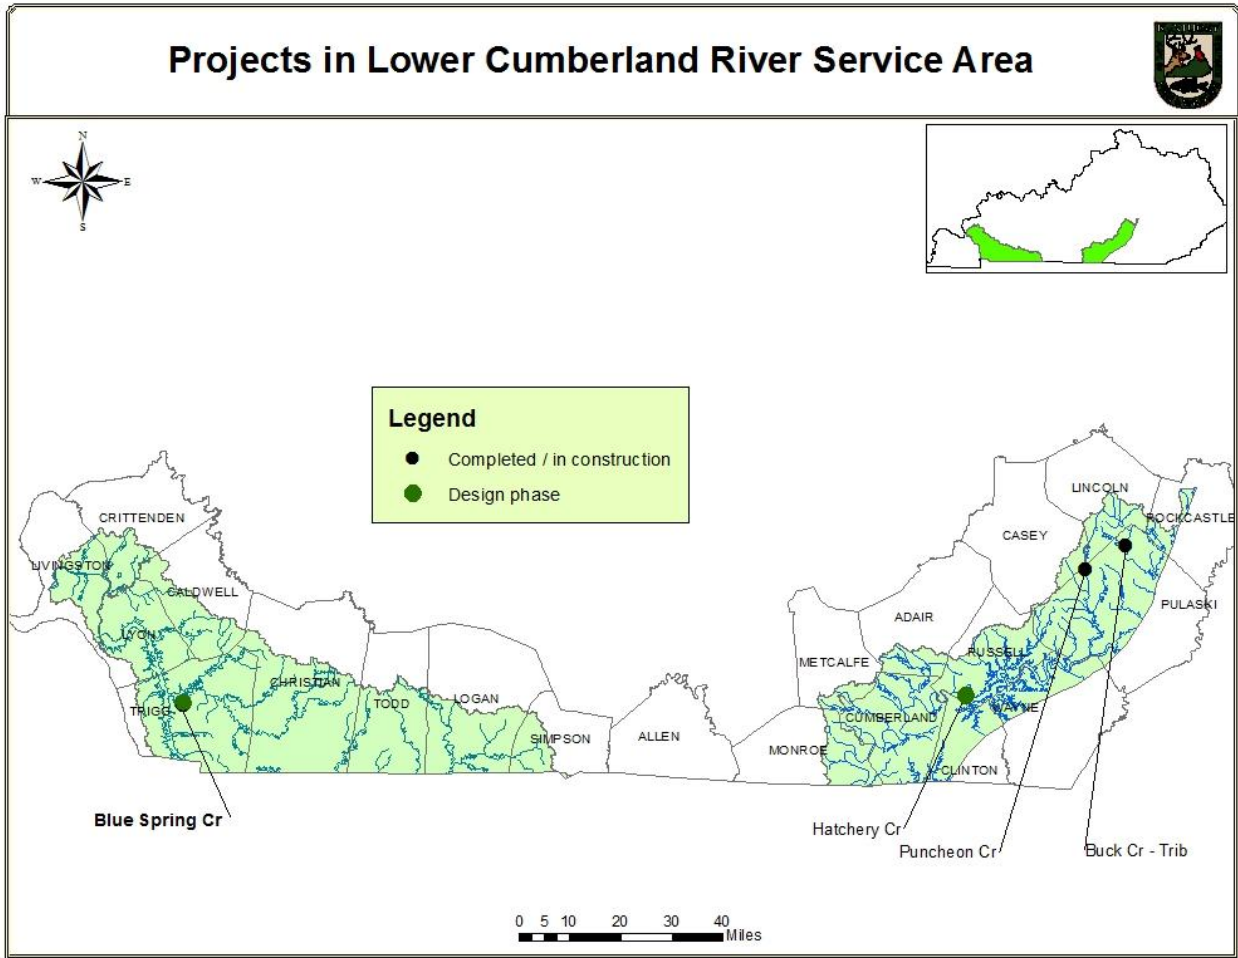 Projects in Lower Cumberland River Service Area
N
W E
S
Legend
Completed / in construction
Design phase
CRITTENDEN
LIVINGSTON
CALDWELL
LYON
CHRISTIAN
TRIGG
TODD
LOGAN
SIMPSON
ALLEN
MONROE
METCALFE
ADAIR
CASEY
LINCOLN
ROCKCASTLE
PULASKI
RUSSELL
WAYNE
CUMBERLAND
CLINTON
Blue Spring Cr
Hatchery Cr
Puncheon Cr
Buck Cr - Trib
0 5 10 20 30 40
Miles